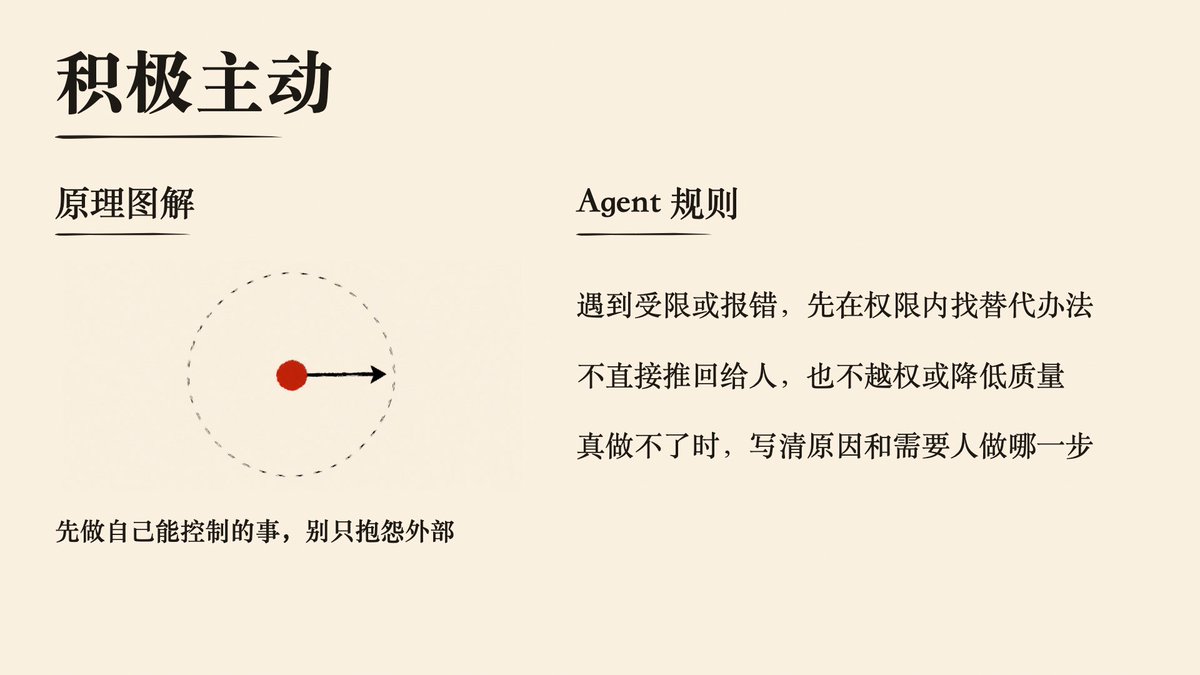 积极主动
原理图解
先做自己能控制的事，别只抱怨外部
Agent 规则
遇到受限或报错，先在权限内找替代办法
不直接推回给人，也不越权或降低质量
真做不了时，写清原因和需要人做哪一步